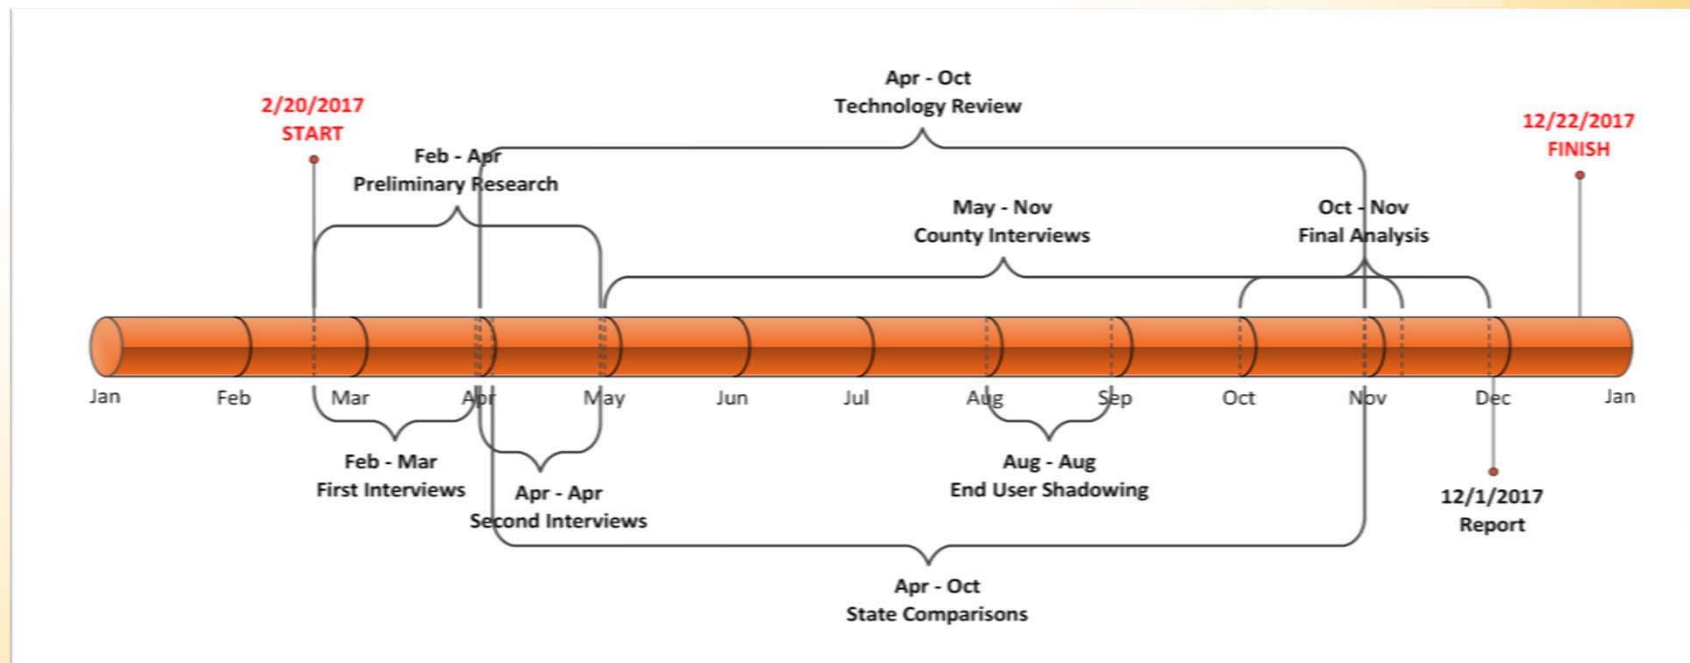 Apr - Oct
Technology Review
2/20/2017
START
12/22/2017
FINISH
Feb - Apr
Preliminary Research
May - Nov
County Interviews
Oct - Nov
Final Analysis
Jan
Feb
Mar
Apr
May
Jun
Jul
Aug
Sep
Oct
Nov
Dec
Jan
Feb - Mar
First Interviews
Apr - Apr
Second Interviews
Aug - Aug
End User Shadowing
12/1/2017
Report
Apr - Oct
State Comparisons